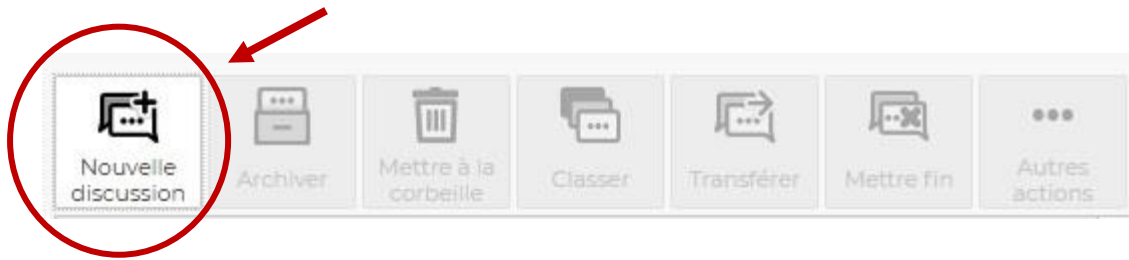 Nouvelle
discussion
Archiver
Mettre à la
corbeille
Classer
Transférer
Mettre fin
Autres
actions